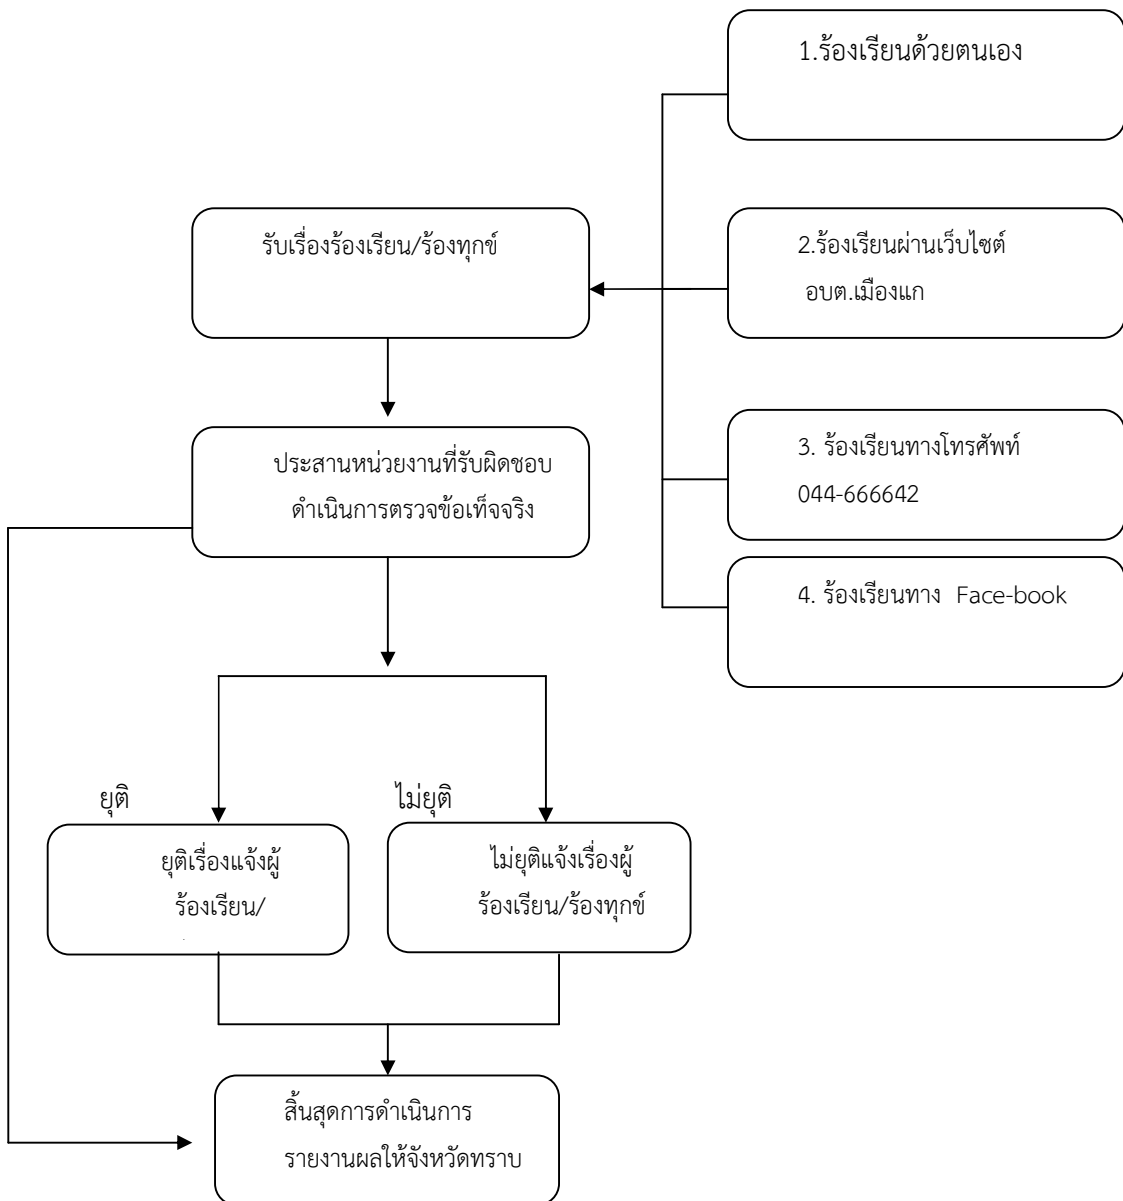 1.ร้องเรียนด้วยตนเอง
รับเรื่องร้องเรียน/ร้องทุกข์
2.ร้องเรียนผ่านเว็บไซต์
อบต.เมืองแก
3. ร้องเรียนทางโทรศัพท์
044-666642
ประสานหน่วยงานที่รับผิดชอบ
ดำเนินการตรวจข้อเท็จจริง
4. ร้องเรียนทาง Face-book
ยุติ
ไม่ยุติ
ยุติเรื่องแจ้งผู้
ร้องเรียน/
ไม่ยุติแจ้งเรื่องผู้
ร้องเรียน/ร้องทุกข์
สิ้นสุดการดำเนินการ
รายงานผลให้จังหวัดทราบ